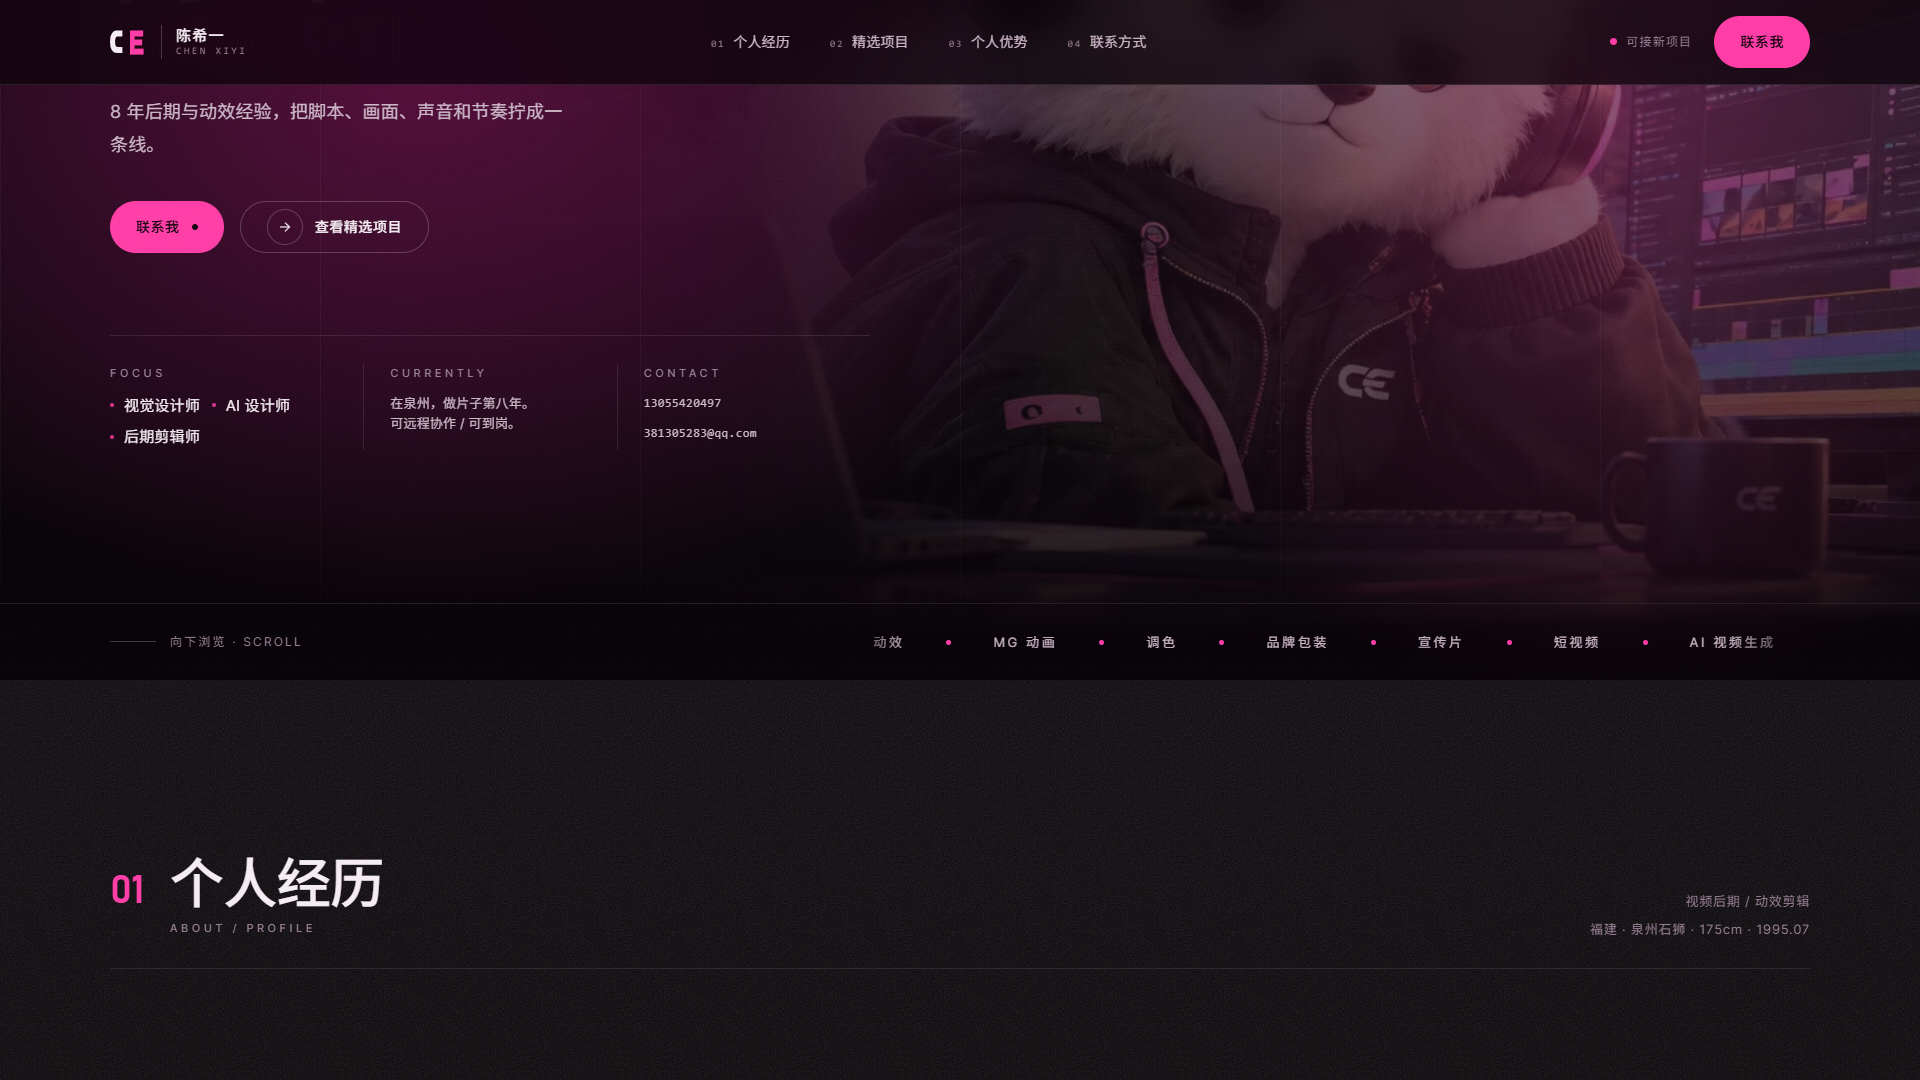 CE
陈希一
CHEN XIYI
01 个人经历
02 精选项目
03 个人优势
04 联系方式
可接新项目
联系我
8 年后期与动效经验，把脚本、画面、声音和节奏拧成一
条线。
联系我
查看精选项目
FOCUS
视觉设计师
AI 设计师
后期剪辑师
CURRENTLY
在泉州，做片子第八年。
可远程协作 / 可到岗。
CONTACT
13055420497
381305283@qq.com
CE
CE
向下浏览 · SCROLL
动效
MG 动画
调色
品牌包装
宣传片
短视频
AI 视频生成
01 个人经历
ABOUT / PROFILE
视频后期 / 动效剪辑
福建 · 泉州石狮 · 175cm · 1995.07